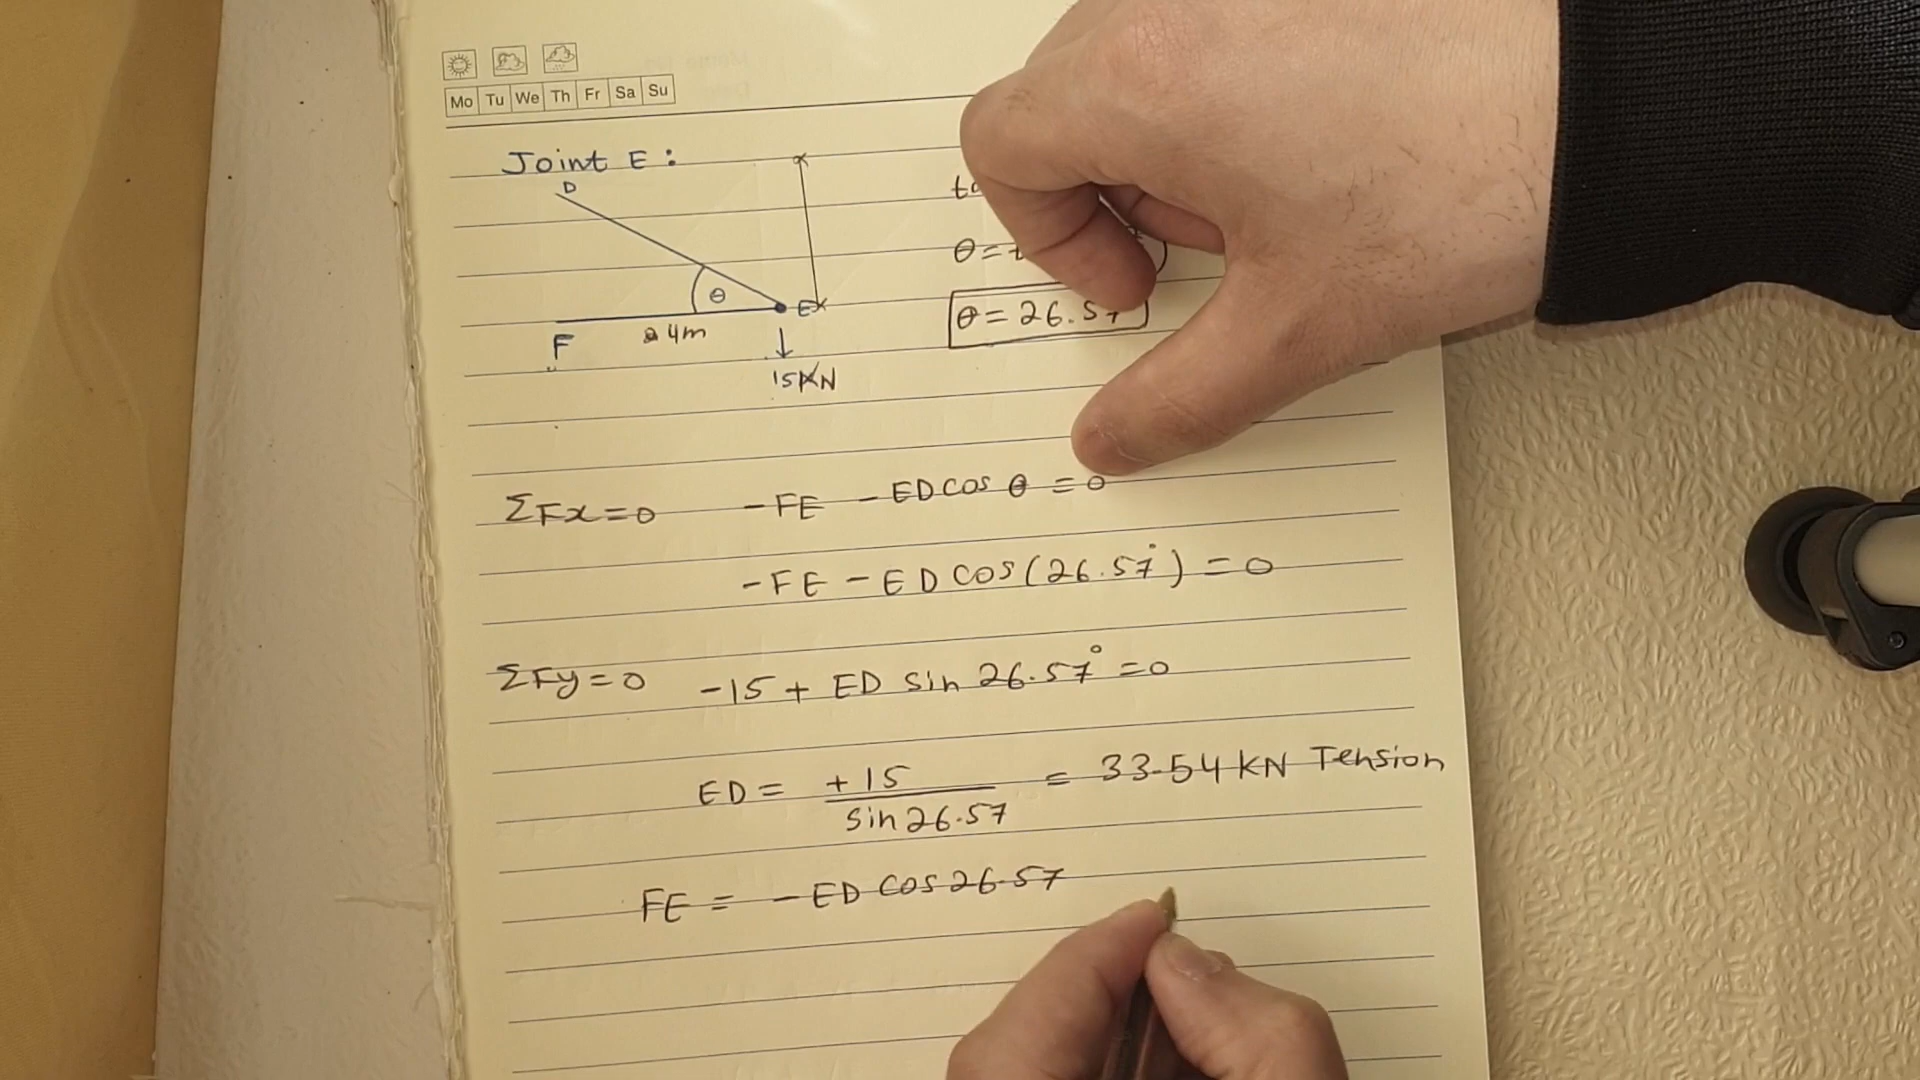 Mo Tu We Th Fr Sa Su
Joint E :
D
θ
E
F
4m
15KN
θ =
θ = 26.57
ΣFx = 0 - FE - ED cos θ = 0
- FE - ED cos (26.57°) = 0
ΣFy = 0 - 15 + ED sin 26.57° = 0
ED = +15 / sin 26.57 = 33.54 KN Tension
FE = - ED cos 26.57